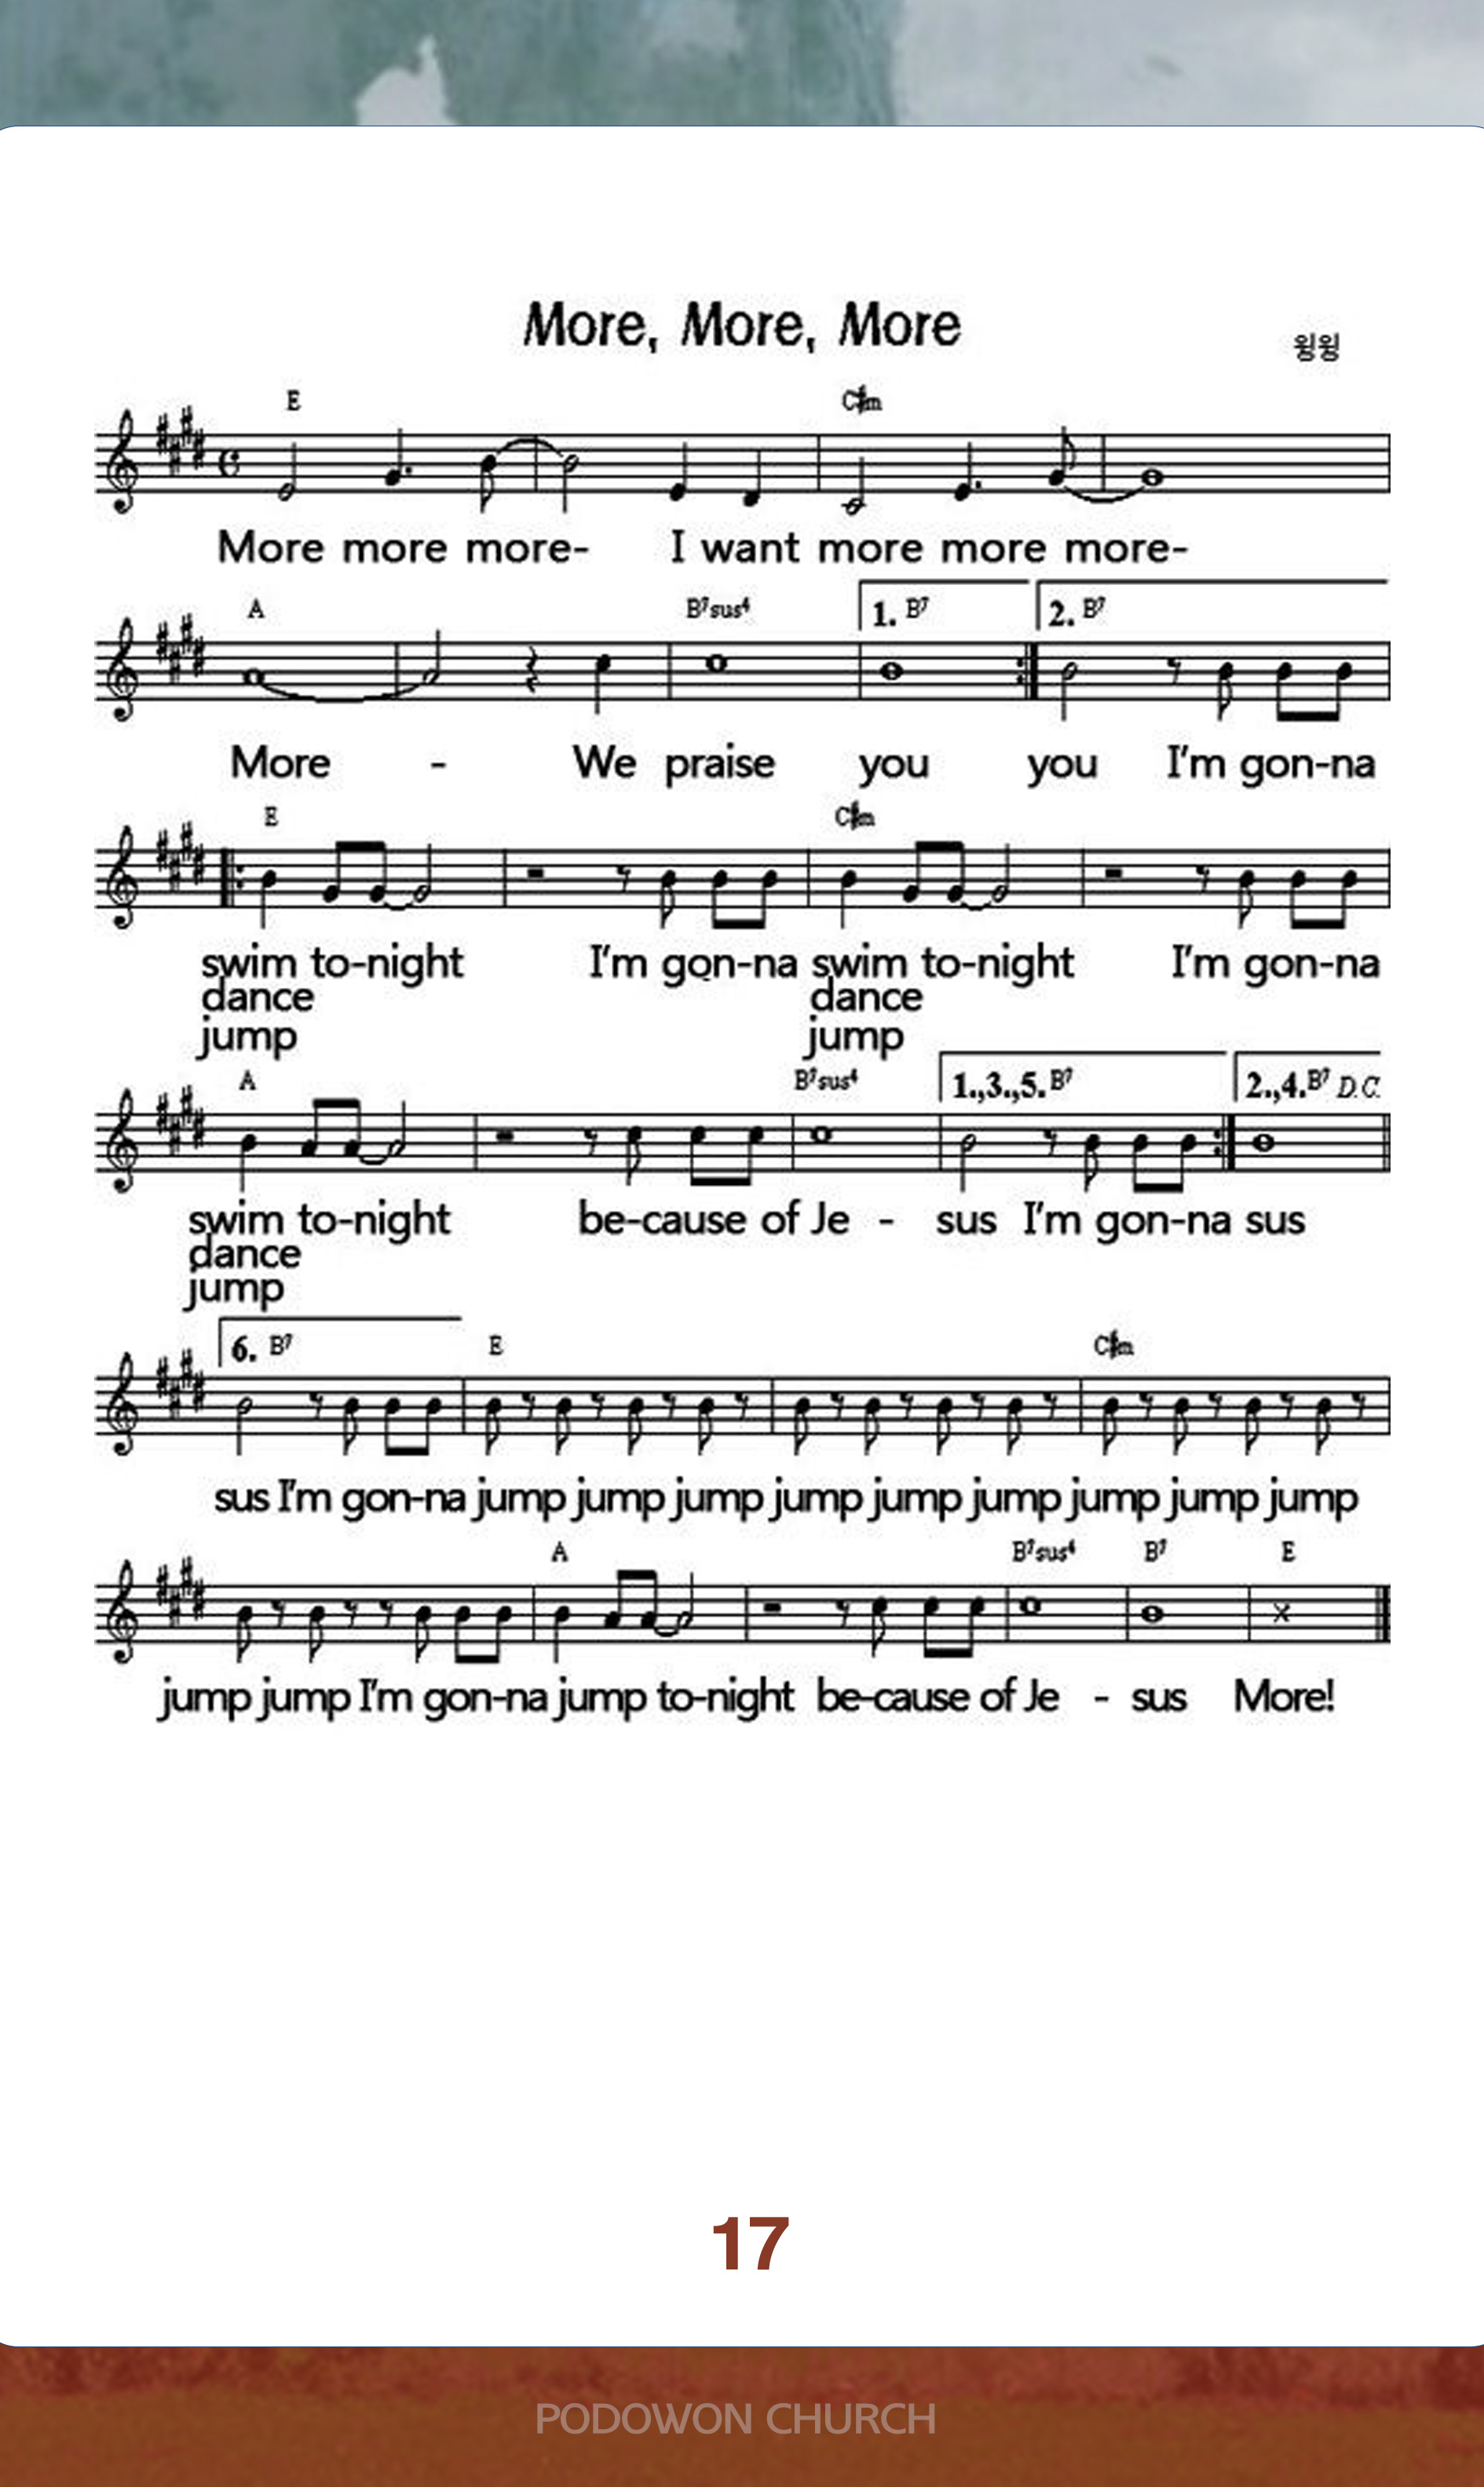 More, More, More
윙윙
E C#m
More more more- I want more more more-
A B7sus4 1. B7 2. B7
More - We praise you you I'm gon-na
E C#m
swim to-night I'm gon-na swim to-night I'm gon-na
dance dance
jump jump
A B7sus4 1.,3.,5. B7 2.,4. B7 D.C.
swim to-night be-cause of Je - sus I'm gon-na sus
dance
jump
6. B7 E C#m
sus I'm gon-na jump jump jump jump jump jump jump jump jump
A B7sus4 B7 E
jump jump I'm gon-na jump to-night be-cause of Je - sus More!
17
PODOWON CHURCH